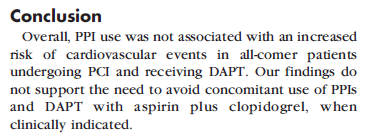 Conclusion
Overall, PPI use was not associated with an increased
risk of cardiovascular events in all-comer patients
undergoing PCI and receiving DAPT. Our findings do
not support the need to avoid concomitant use of PPIs
and DAPT with aspirin plus clopidogrel, when
clinically indicated.